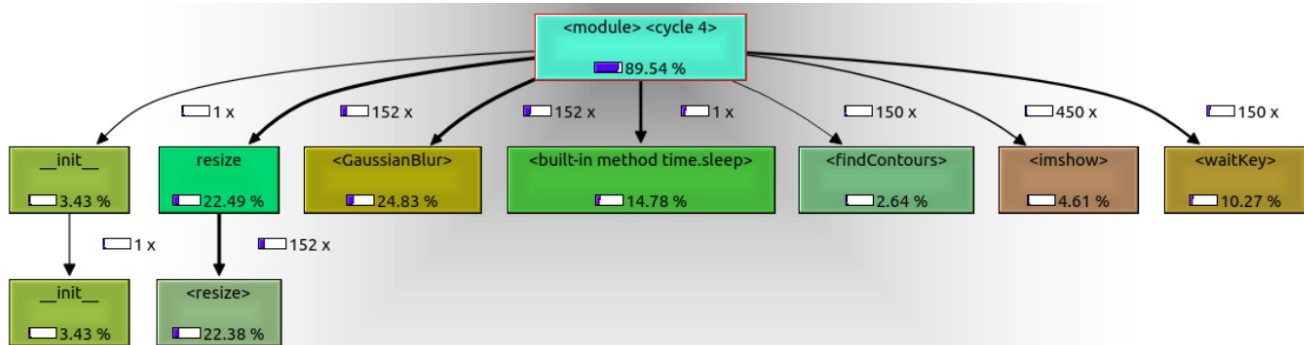 <module> <cycle 4>
89.54 %
1 x
152 x
152 x
1 x
150 x
450 x
150 x
__init__
resize
<GaussianBlur>
<built-in method time.sleep>
<findContours>
<imshow>
<waitKey>
3.43 %
22.49 %
24.83 %
14.78 %
2.64 %
4.61 %
10.27 %
1 x
152 x
__init__
<resize>
3.43 %
22.38 %